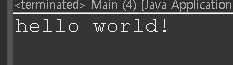 <terminated> Main (4) [Java Application
hello world!